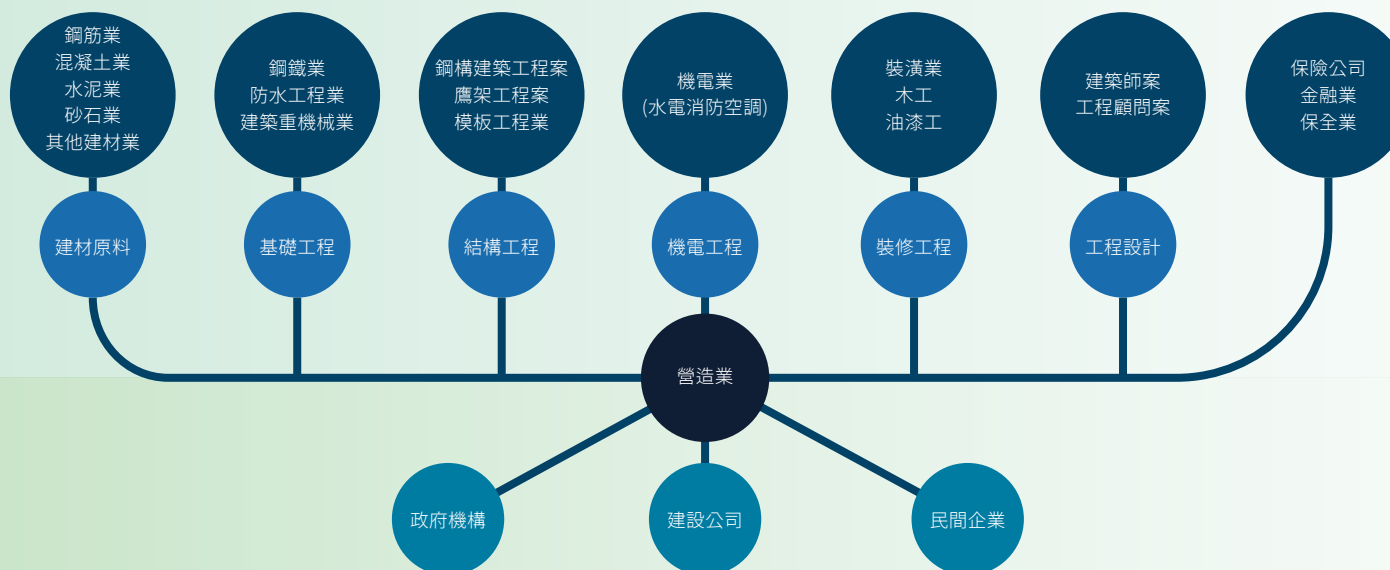 鋼筋業
混凝土業
水泥業
砂石業
其他建材業
鋼鐵業
防水工程業
建築重機械業
鋼構建築工程案
鷹架工程案
模板工程業
機電業
(水電消防空調)
裝潢業
木工
油漆工
建築師案
工程顧問案
保險公司
金融業
保全業
建材原料
基礎工程
結構工程
機電工程
裝修工程
工程設計
營造業
政府機構
建設公司
民間企業